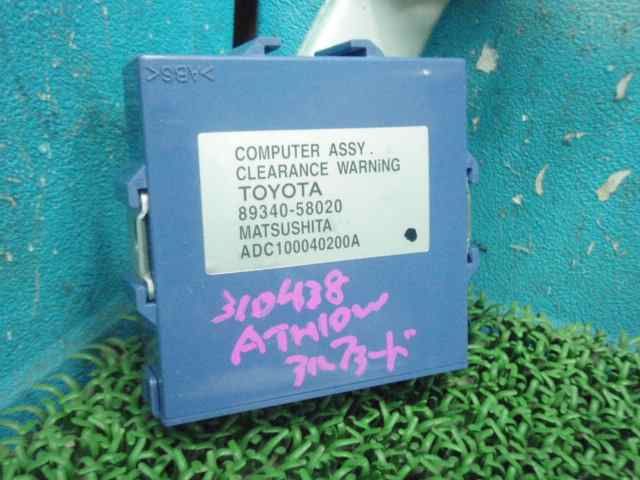 >ABS<
COMPUTER ASSY.
CLEARANCE WARNiNG
TOYOTA
89340-58020
MATSUSHITA
ADC100040200A
310438
ATH10W
アルファード